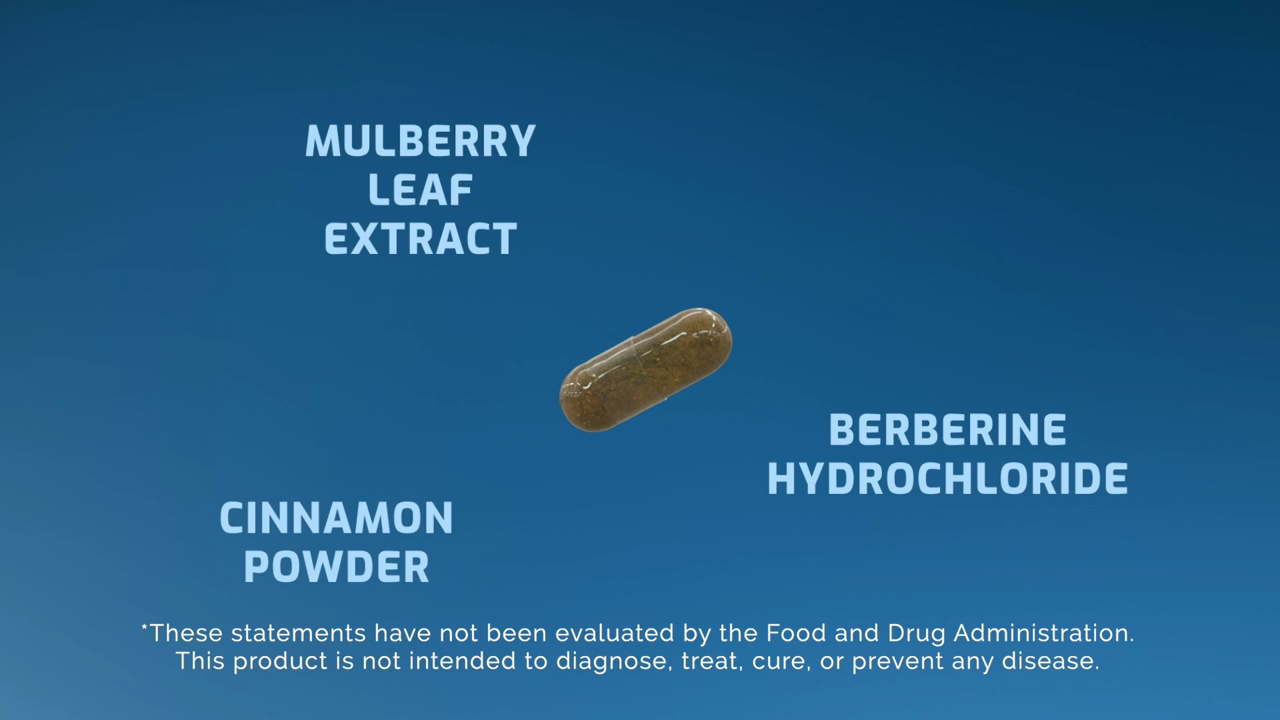 MULBERRY
LEAF
EXTRACT
BERBERINE
HYDROCHLORIDE
CINNAMON
POWDER
*These statements have not been evaluated by the Food and Drug Administration.
This product is not intended to diagnose, treat, cure, or prevent any disease.